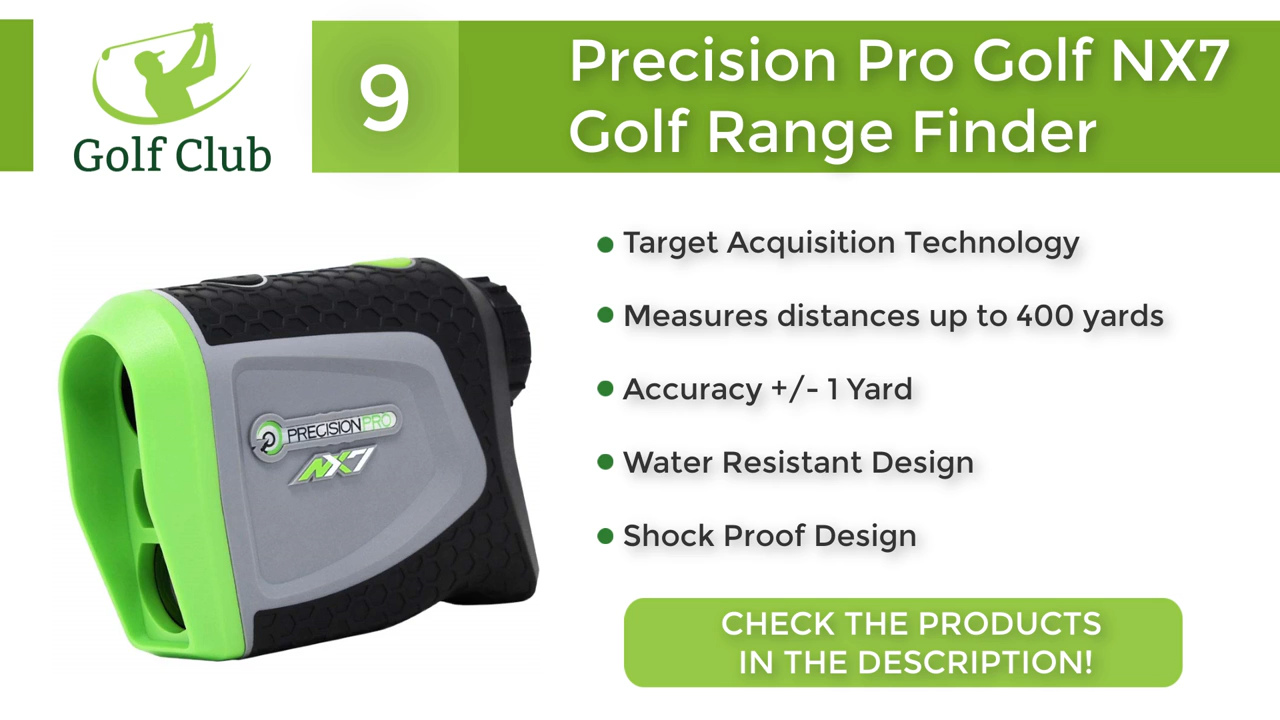 Golf Club
9
Precision Pro Golf NX7
Golf Range Finder
Target Acquisition Technology
Measures distances up to 400 yards
Accuracy +/- 1 Yard
Water Resistant Design
Shock Proof Design
PRECISION PRO
NX7
CHECK THE PRODUCTS
IN THE DESCRIPTION!